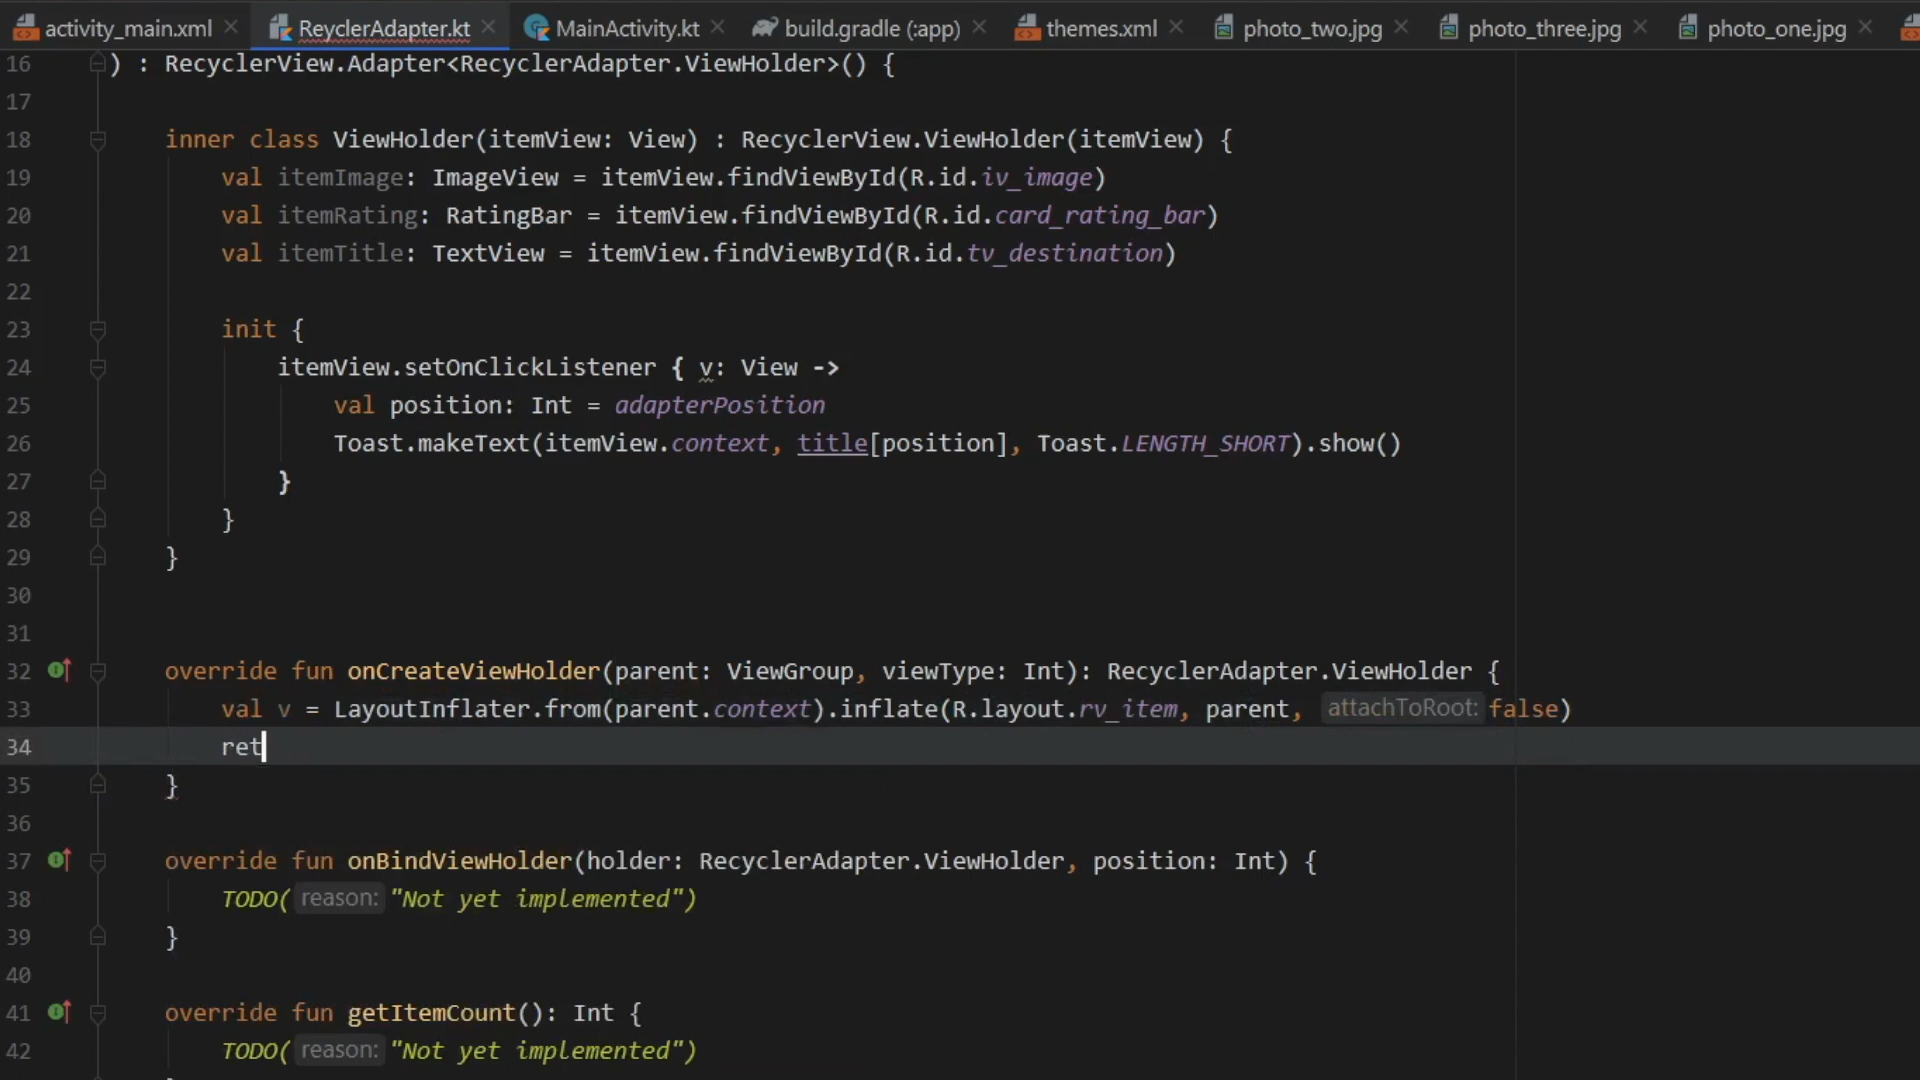 activity_main.xml ReyclerAdapter.kt MainActivity.kt build.gradle (:app) themes.xml photo_two.jpg photo_three.jpg photo_one.jpg
16 ) : RecyclerView.Adapter<RecyclerAdapter.ViewHolder>() {
17
18 inner class ViewHolder(itemView: View) : RecyclerView.ViewHolder(itemView) {
19 val itemImage: ImageView = itemView.findViewById(R.id.iv_image)
20 val itemRating: RatingBar = itemView.findViewById(R.id.card_rating_bar)
21 val itemTitle: TextView = itemView.findViewById(R.id.tv_destination)
22
23 init {
24 itemView.setOnClickListener { v: View ->
25 val position: Int = adapterPosition
26 Toast.makeText(itemView.context, title[position], Toast.LENGTH_SHORT).show()
27 }
28 }
29 }
30
31
32 override fun onCreateViewHolder(parent: ViewGroup, viewType: Int): RecyclerAdapter.ViewHolder {
33 val v = LayoutInflater.from(parent.context).inflate(R.layout.rv_item, parent, attachToRoot: false)
34 ret
35 }
36
37 override fun onBindViewHolder(holder: RecyclerAdapter.ViewHolder, position: Int) {
38 TODO( reason: "Not yet implemented")
39 }
40
41 override fun getItemCount(): Int {
42 TODO( reason: "Not yet implemented")